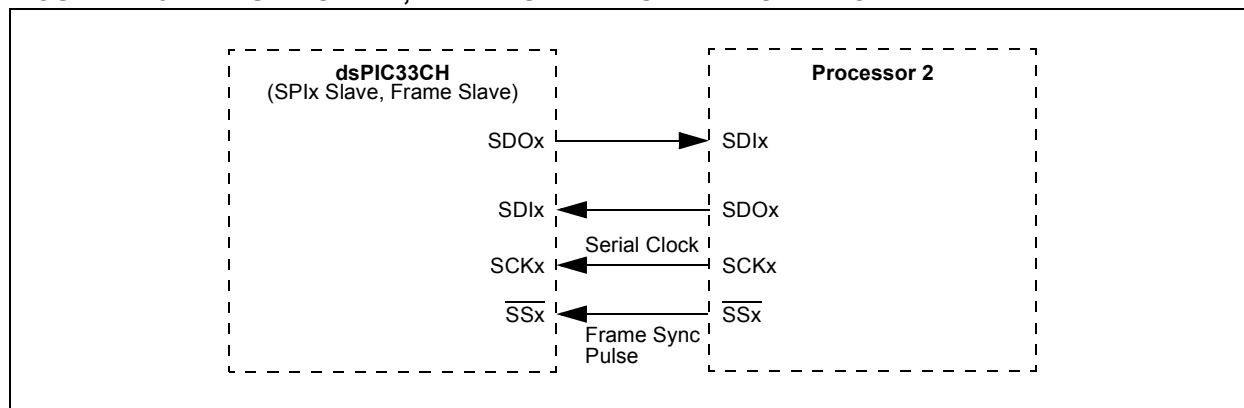 dsPIC33CH
(SPIx Slave, Frame Slave)
Processor 2
SDOx
SDIx
SDIx
SDOx
Serial Clock
SCKx
SCKx
SSx
SSx
Frame Sync
Pulse